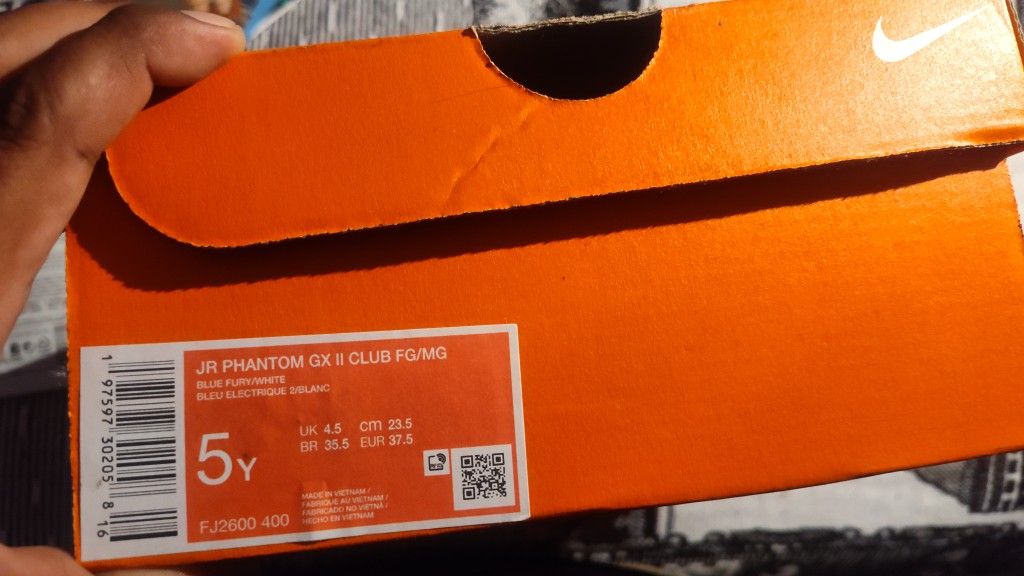 JR PHANTOM GX II CLUB FG/MG
BLUE FURY/WHITE
BLEU ELECTRIQUE 2/BLANC
5Y
UK 4.5 cm 23.5
BR 35.5 EUR 37.5
MADE IN VIETNAM /
FABRIQUE AU VIETNAM /
FABRICADO NO VIETNA /
HECHO EN VIETNAM
FJ2600 400
1 97597 30205 8 16